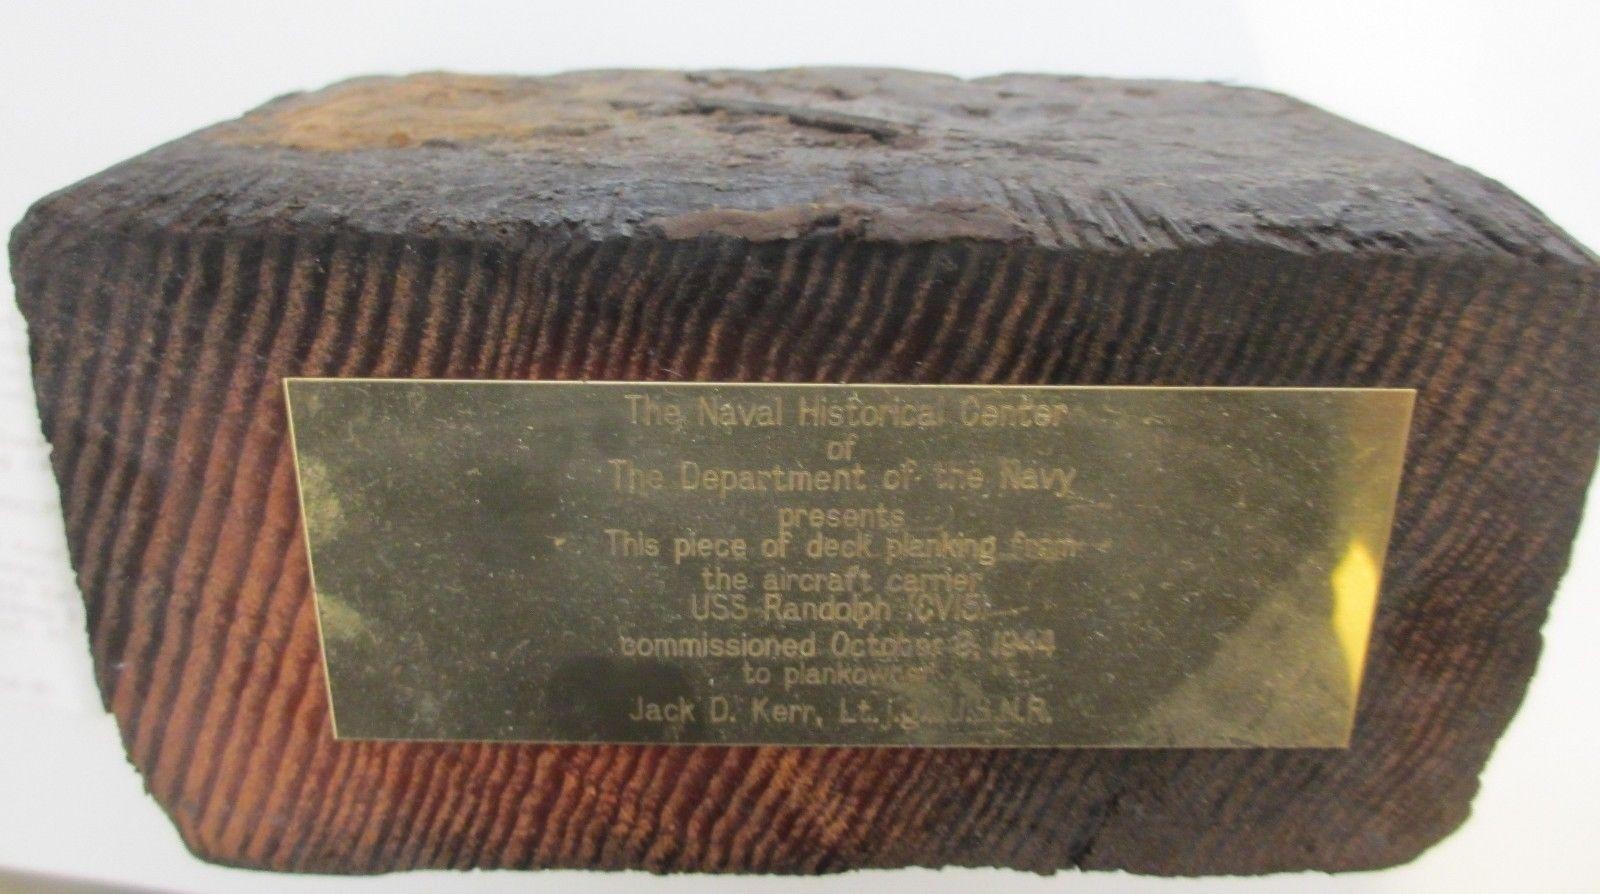 The Naval Historical Center
of
The Department of the Navy
presents
This piece of deck planking from
the aircraft carrier
USS Randolph (CV15)
commissioned October 9, 1944
to plankowner
Jack D. Kerr, Lt. j.g., U.S.N.R.